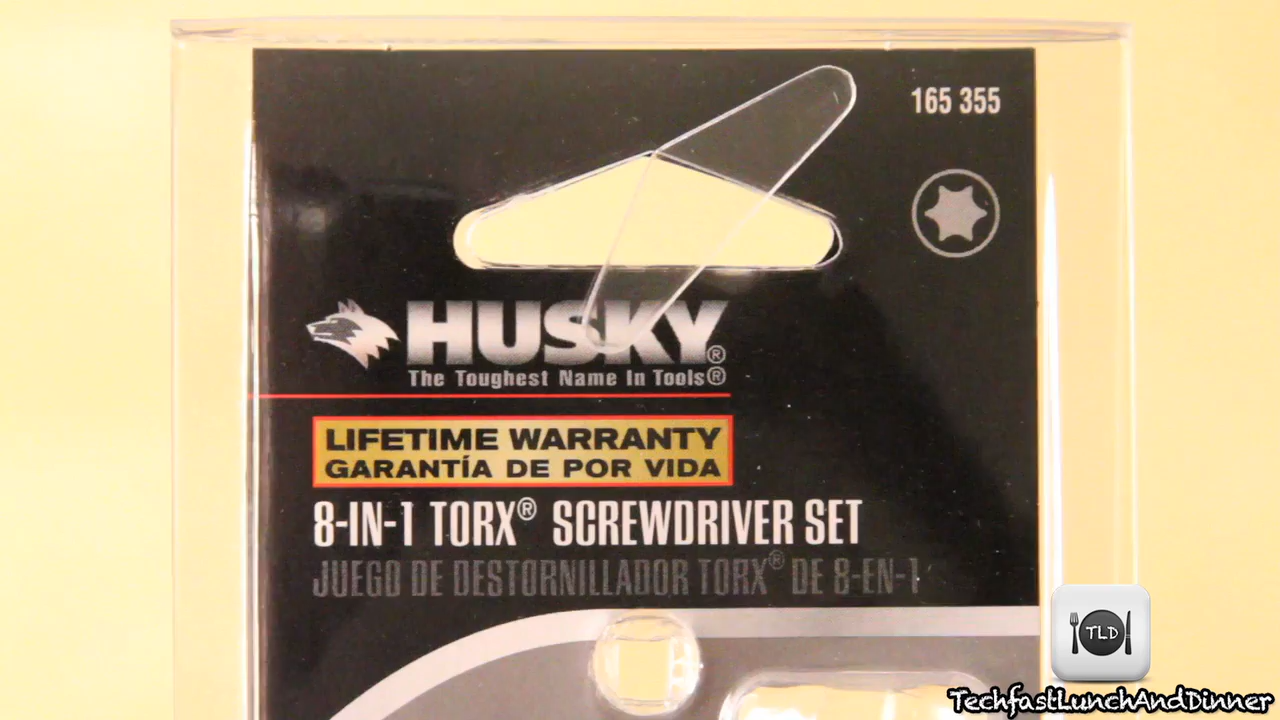 165 355
HUSKY®
The Toughest Name In Tools®
LIFETIME WARRANTY
GARANTÍA DE POR VIDA
8-IN-1 TORX® SCREWDRIVER SET
JUEGO DE DESTORNILLADOR TORX® DE 8-EN-1
TLD
TechfastLunchAndDinner